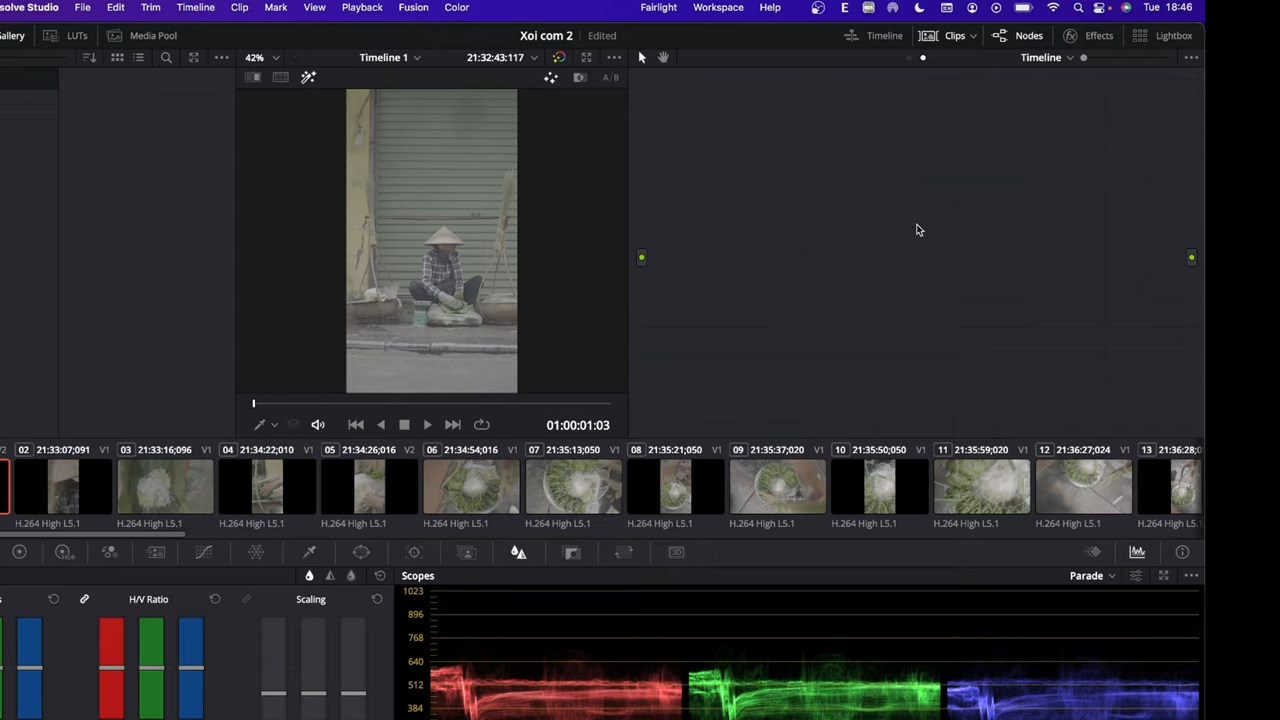 solve Studio File Edit Trim Timeline Clip Mark View Playback Fusion Color Fairlight Workspace Help Tue 18:46
Gallery LUTs Media Pool Xoi com 2 Edited Timeline Clips Nodes Effects Lightbox
42% Timeline 1 21:32:43:117 Timeline
A/B
01:00:01:03
V2 02 21:33:07;091 V1 03 21:33:16;096 V1 04 21:34:22;010 V1 05 21:34:26;016 V2 06 21:34:54;016 V1 07 21:35:13;050 V1 08 21:35:21;050 V1 09 21:35:37;020 V1 10 21:35:50;050 V1 11 21:35:59;020 V1 12 21:36:27;024 V1 13 21:36:28;0
H.264 High L5.1 H.264 High L5.1 H.264 High L5.1 H.264 High L5.1 H.264 High L5.1 H.264 High L5.1 H.264 High L5.1 H.264 High L5.1 H.264 High L5.1 H.264 High L5.1 H.264 High L5.1 H.264 High L5.1
HDR 3D
Scopes Parade
s H/V Ratio Scaling
1023
896
768
640
512
384